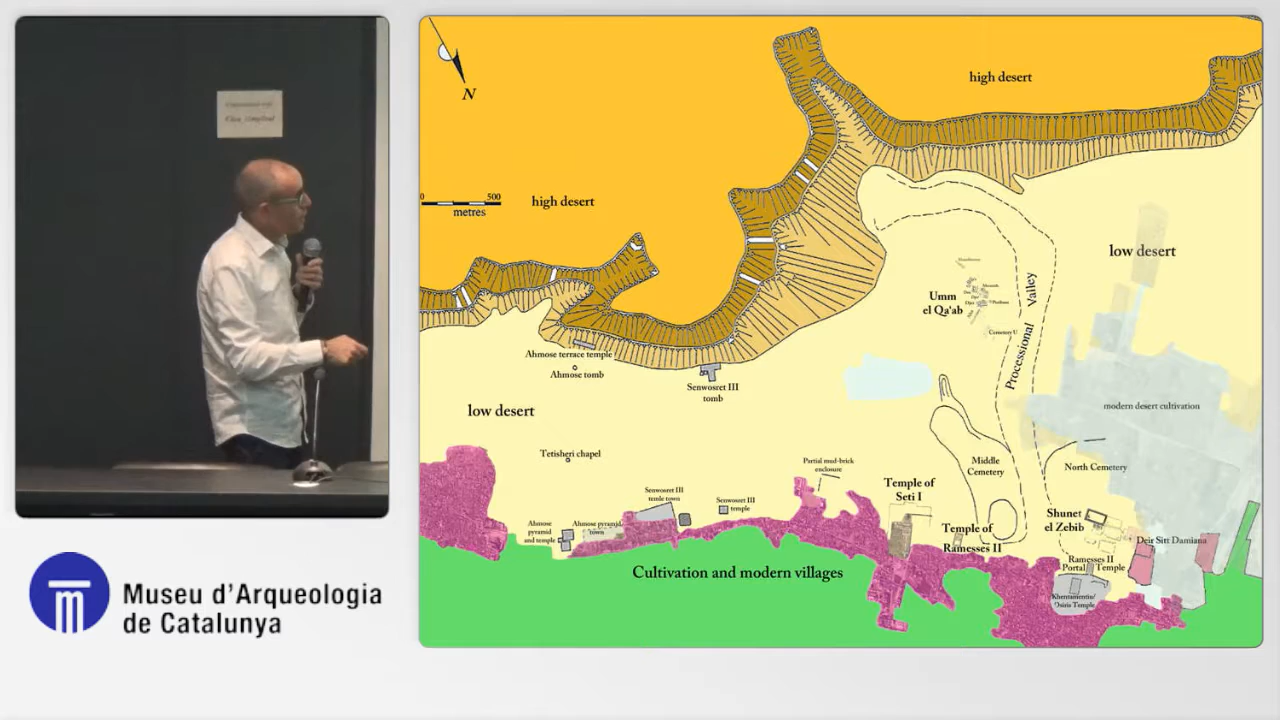 N
0 500
metres
high desert
high desert
low desert
Umm
el Qa'ab
Cemetery U
Processional Valley
Ahmose terrace temple
Ahmose tomb
Senwosret III
tomb
low desert
modern desert cultivation
Tetisheri chapel
Partial mud-brick
enclosure
Middle
Cemetery
North Cemetery
Temple of
Seti I
Senwosret III
Senwosret III
temple
Ahmose
pyramid
and temple
Ahmose pyramid
town
Temple of
Ramesses II
Shunet
el Zebib
Deir Sitt Damiana
Ramesses II
Portal Temple
Khentamentiu/
Osiris Temple
Cultivation and modern villages
Museu d'Arqueologia
de Catalunya